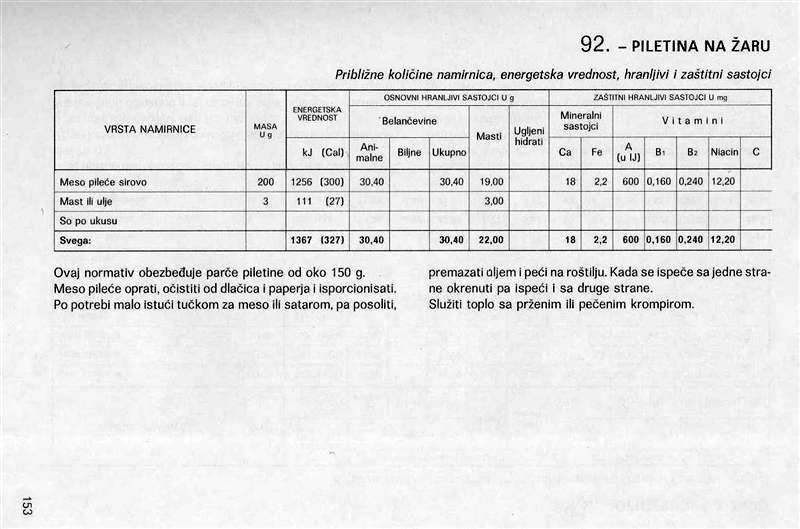 92. – PILETINA NA ŽARU
Približne količine namirnica, energetska vrednost, hranljivi i zaštitni sastojci
VRSTA NAMIRNICE MASA U g ENERGETSKA VREDNOST OSNOVNI HRANLJIVI SASTOJCI U g ZAŠTITNI HRANLJIVI SASTOJCI U mg
Belančevine Masti Ugljeni hidrati Mineralni sastojci Vitamini
kJ (Cal) Ani-malne Biljne Ukupno Ca Fe A (u IJ) B1 B2 Niacin C
Meso pileće sirovo 200 1256 (300) 30,40 30,40 19,00 18 2,2 600 0,160 0,240 12,20
Mast ili ulje 3 111 (27) 3,00
So po ukusu
Svega: 1367 (327) 30,40 30,40 22,00 18 2,2 600 0,160 0,240 12,20
Ovaj normativ obezbeđuje parče piletine od oko 150 g.
Meso pileće oprati, očistiti od dlačica i paperja i isporcionisati.
Po potrebi malo istući tučkom za meso ili satarom, pa posoliti,
premazati uljem i peći na roštilju. Kada se ispeče sa jedne stra-
ne okrenuti pa ispeći i sa druge strane.
Služiti toplo sa prženim ili pečenim krompirom.
153